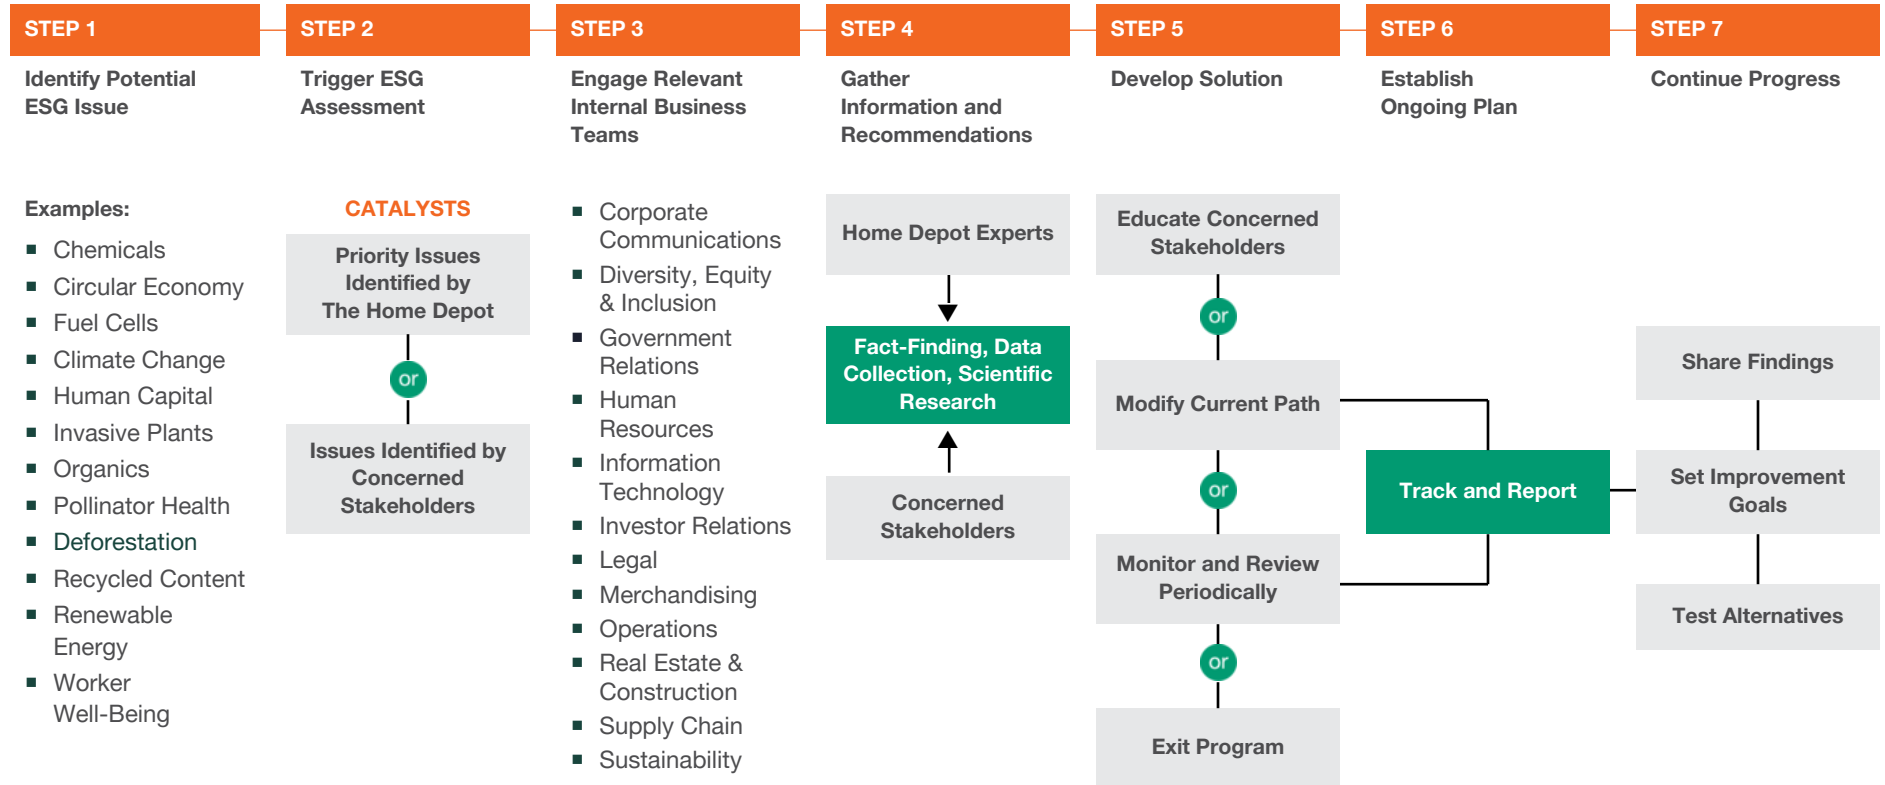 STEP 1
Identify Potential
ESG Issue
Examples:
Chemicals
Circular Economy
Fuel Cells
Climate Change
Human Capital
Invasive Plants
Organics
Pollinator Health
Deforestation
Recycled Content
Renewable
Energy
Worker
Well-Being
STEP 2
Trigger ESG
Assessment
CATALYSTS
Priority Issues
Identified by
The Home Depot
or
Issues Identified by
Concerned
Stakeholders
STEP 3
Engage Relevant
Internal Business
Teams
Corporate
Communications
Diversity, Equity
& Inclusion
Government
Relations
Human
Resources
Information
Technology
Investor Relations
Legal
Merchandising
Operations
Real Estate &
Construction
Supply Chain
Sustainability
STEP 4
Gather
Information and
Recommendations
Home Depot Experts
Fact-Finding, Data
Collection, Scientific
Research
Concerned
Stakeholders
STEP 5
Develop Solution
Educate Concerned
Stakeholders
or
Modify Current Path
or
Monitor and Review
Periodically
or
Exit Program
STEP 6
Establish
Ongoing Plan
Track and Report
STEP 7
Continue Progress
Share Findings
Set Improvement
Goals
Test Alternatives